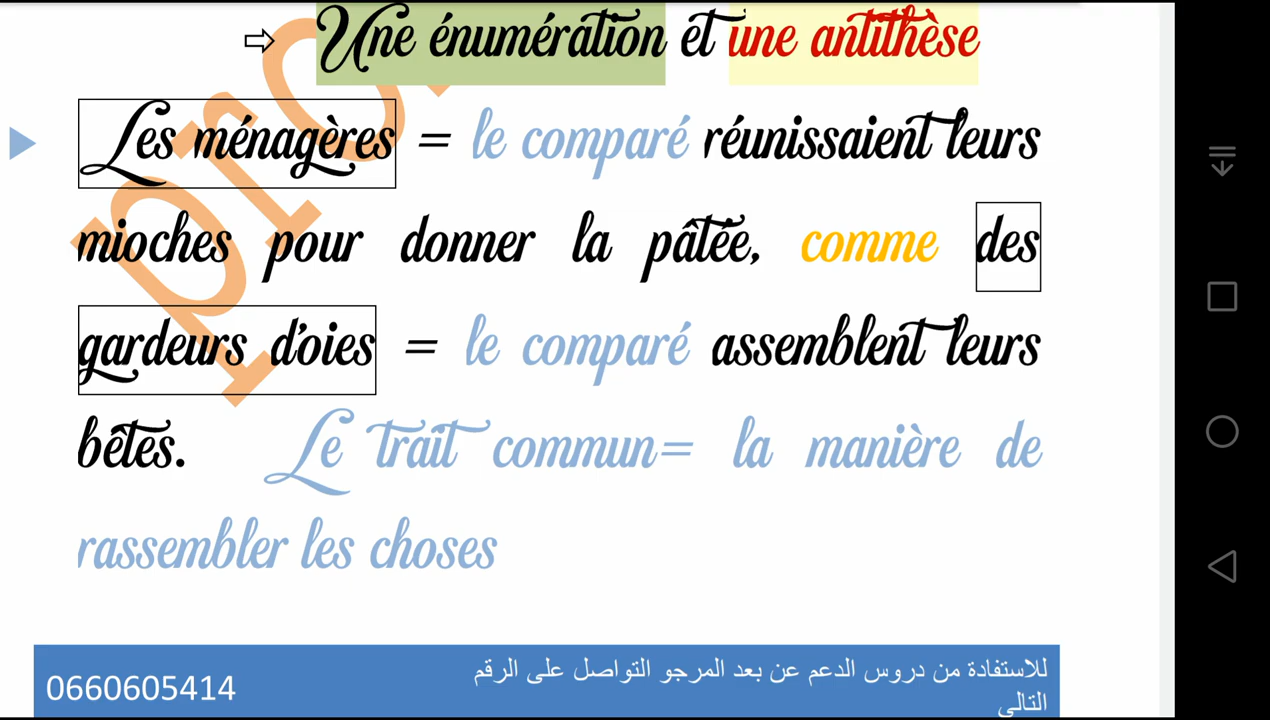 ⇨ Une énumération et une antithèse
Les ménagères = le comparé réunissaient leurs
mioches pour donner la pâtée, comme des
gardeurs d'oies = le comparé assemblent leurs
bêtes. Le trait commun= la manière de
rassembler les choses
للاستفادة من دروس الدعم عن بعد المرجو التواصل على الرقم
التالي
0660605414